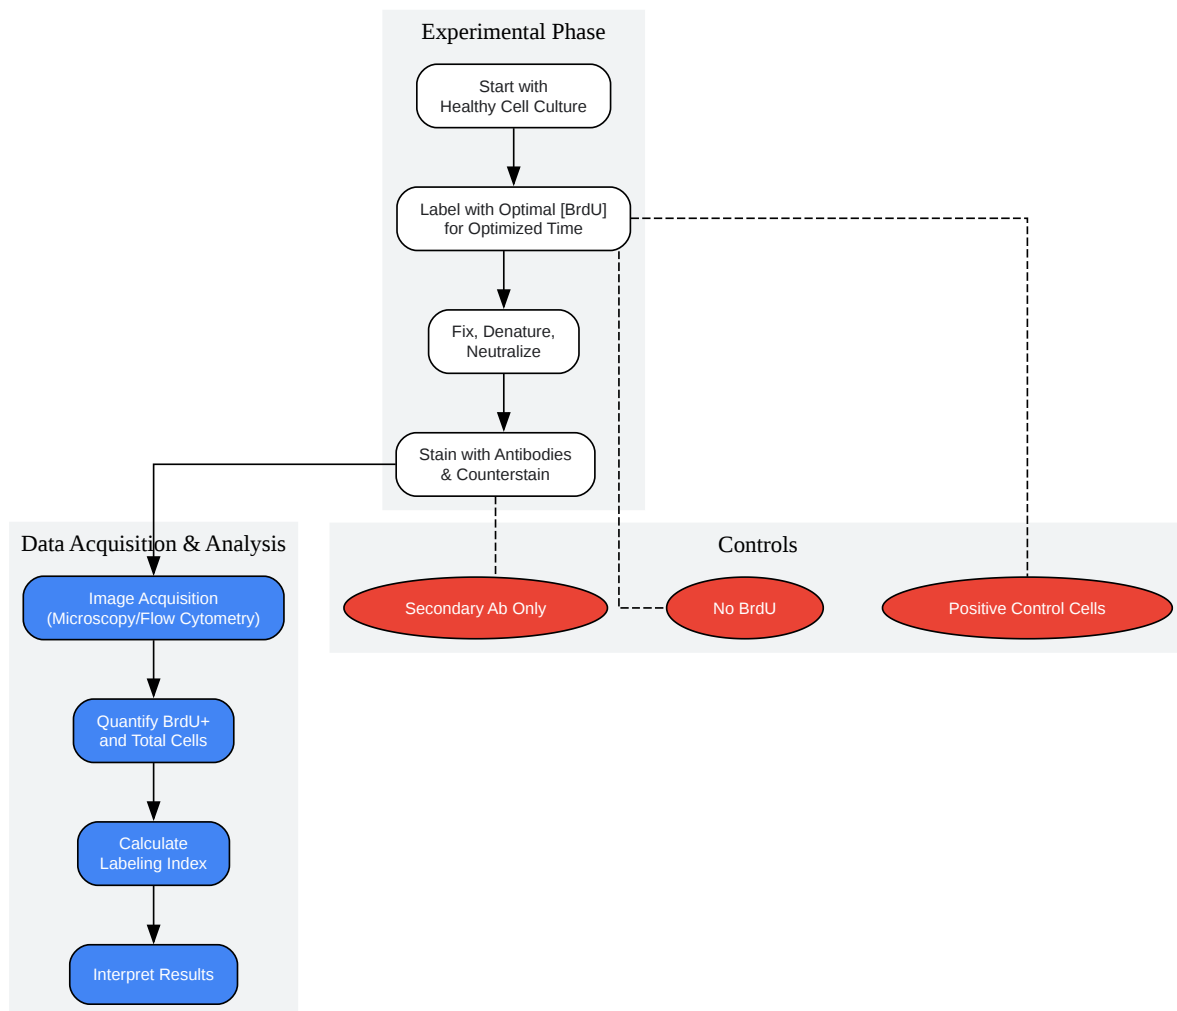 Experimental Phase
Start with
Healthy Cell Culture
Label with Optimal [BrdU]
for Optimized Time
Fix, Denature,
Neutralize
Stain with Antibodies
& Counterstain
Data Acquisition & Analysis
Image Acquisition
(Microscopy/Flow Cytometry)
Quantify BrdU+
and Total Cells
Calculate
Labeling Index
Interpret Results
Controls
Secondary Ab Only
No BrdU
Positive Control Cells